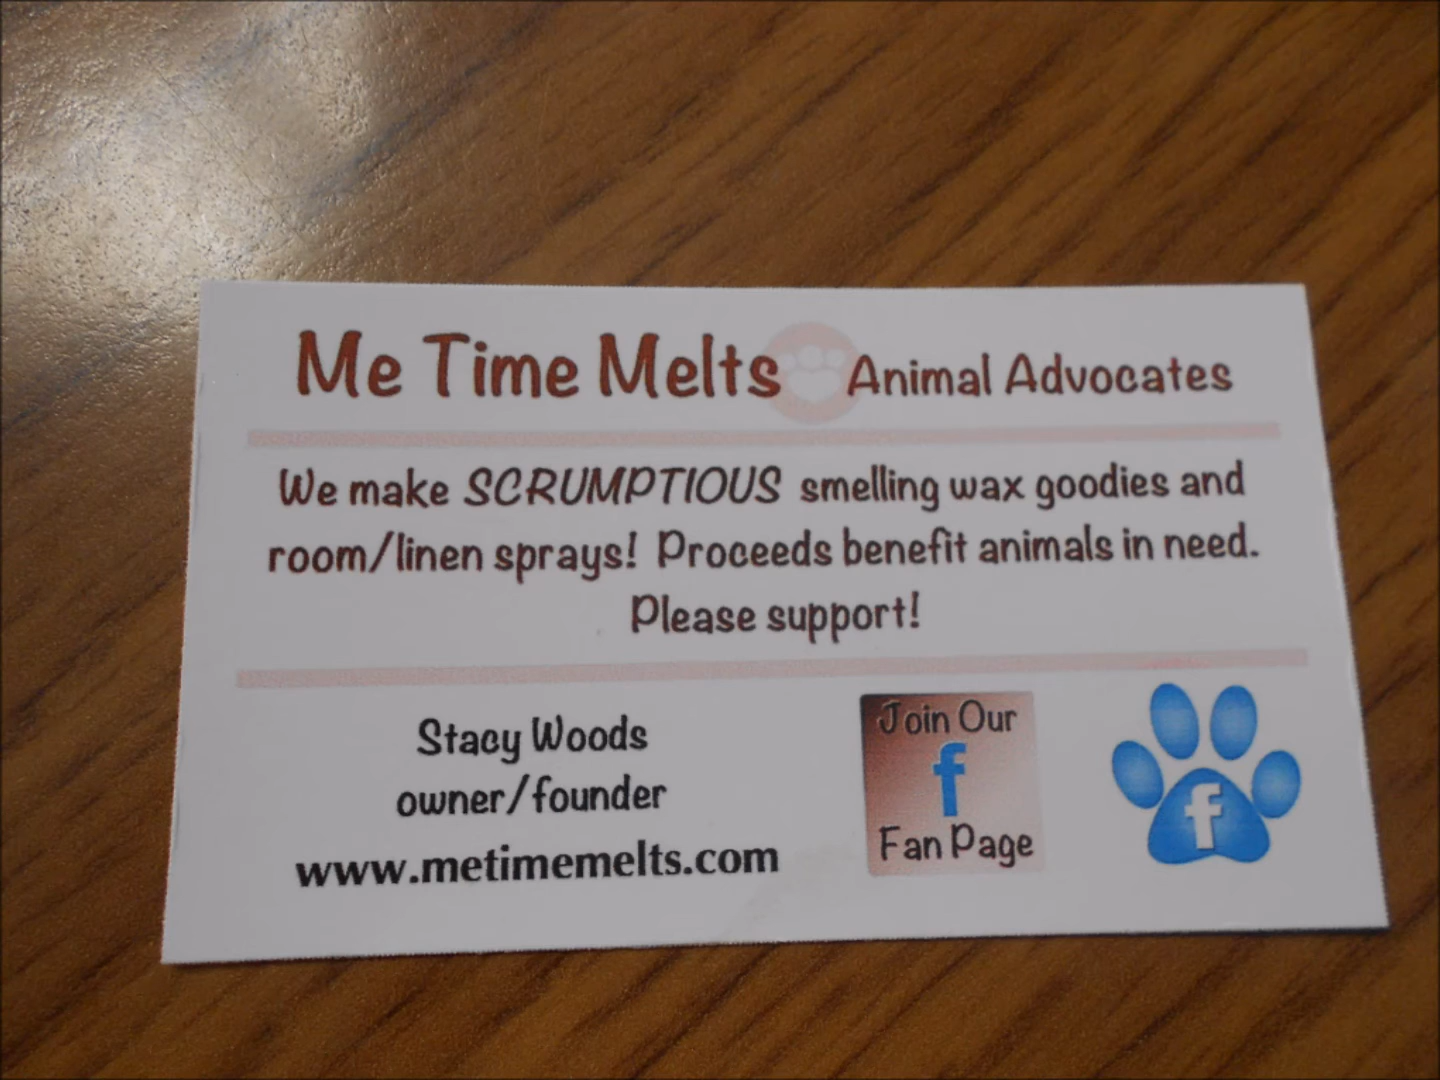 Me Time Melts Animal Advocates
We make SCRUMPTIOUS smelling wax goodies and
room/linen sprays! Proceeds benefit animals in need.
Please support!
Stacy Woods
owner/founder
www.metimemelts.com
Join Our
f
Fan Page
f